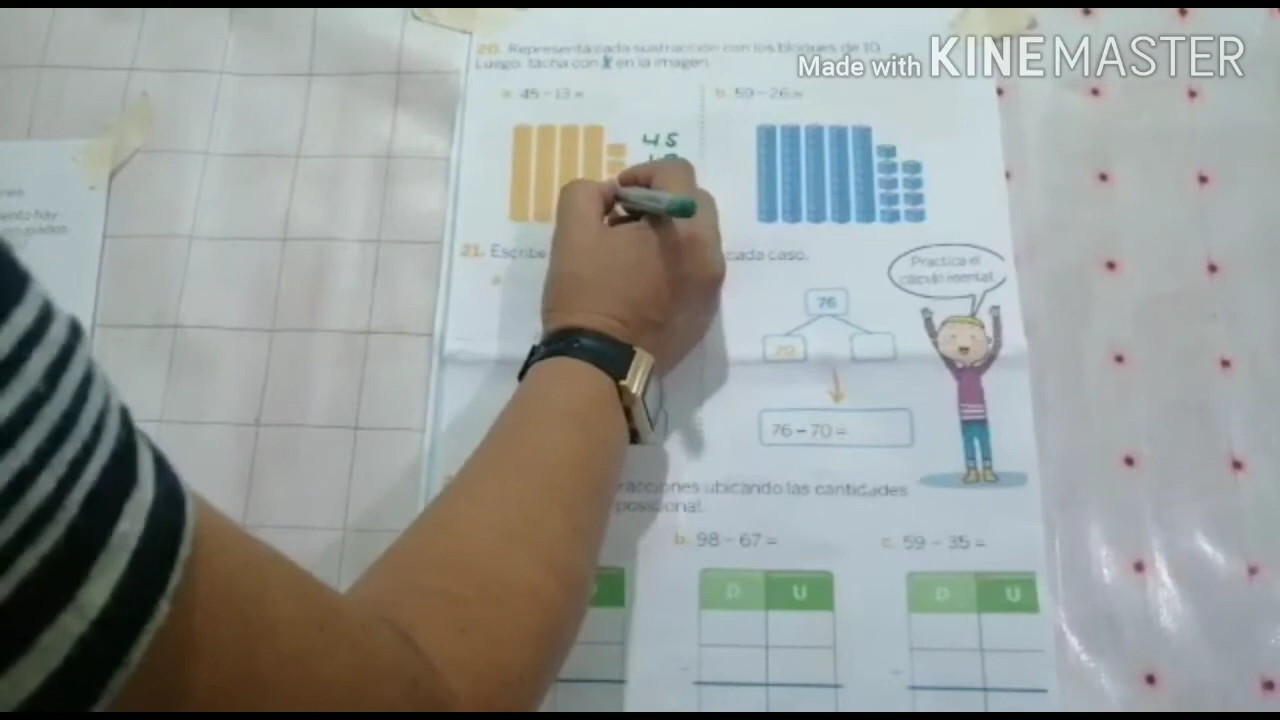 Made with KINEMASTER
20. Representa cada sustracción con los bloques de 10.
Luego, tacha con X en la imagen.
a. 45 - 13 =
b. 59 - 26 =
45
21. Escribe
cada caso.
Practica el
cálculo mental.
76
70
76 - 70 =
racciones ubicando las cantidades
posicional.
b. 98 - 67 =
c. 59 - 35 =
D U
D U
-
-